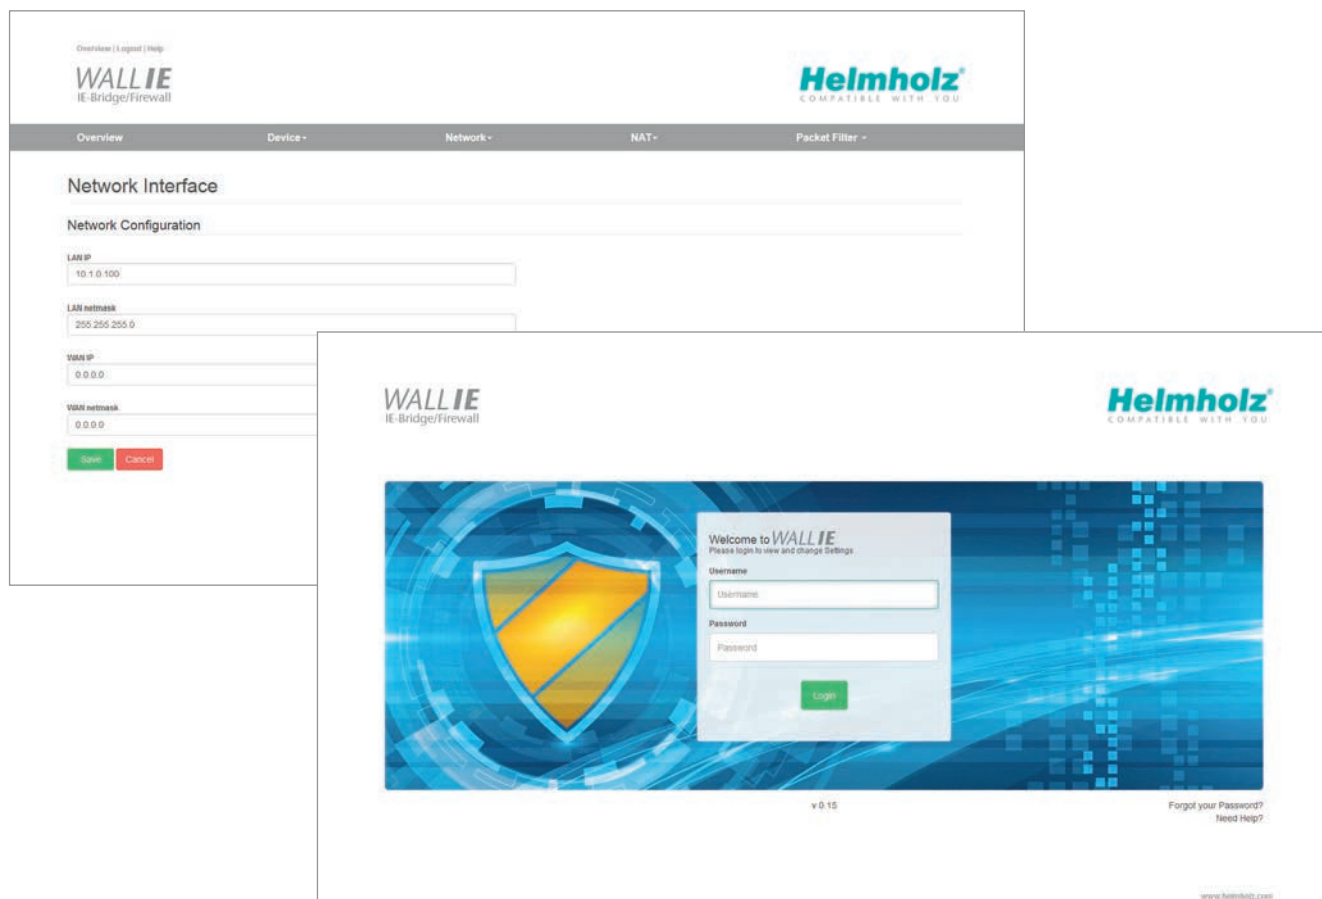 Overview | Logout | Help
WALL IE
IE-Bridge/Firewall
Helmholz®
COMPATIBLE WITH YOU
Overview
Device
Network
NAT
Packet Filter
Network Interface
Network Configuration
LAN IP
10.1.0.100
LAN netmask
255.255.255.0
WAN IP
0.0.0.0
WAN netmask
0.0.0.0
Save
Cancel
WALL IE
IE-Bridge/Firewall
Helmholz®
COMPATIBLE WITH YOU
Welcome to WALL IE
Please login to view and change Settings
Username
Username
Password
Password
Login
v 0.15
Forgot your Password?
Need Help?
www.helmholz.com